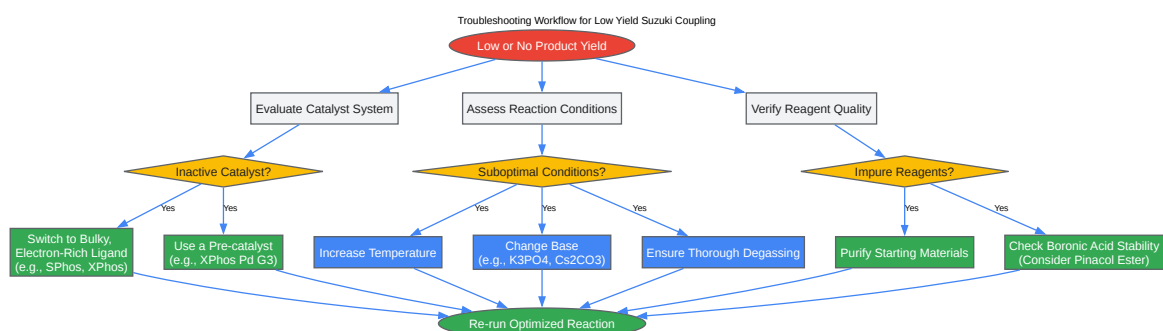 Troubleshooting Workflow for Low Yield Suzuki Coupling
Low or No Product Yield
Evaluate Catalyst System
Assess Reaction Conditions
Verify Reagent Quality
Inactive Catalyst?
Suboptimal Conditions?
Impure Reagents?
Yes
Yes
Yes
Yes
Yes
Yes
Yes
Switch to Bulky,
Electron-Rich Ligand
(e.g., SPhos, XPhos)
Use a Pre-catalyst
(e.g., XPhos Pd G3)
Increase Temperature
Change Base
(e.g., K3PO4, Cs2CO3)
Ensure Thorough Degassing
Purify Starting Materials
Check Boronic Acid Stability
(Consider Pinacol Ester)
Re-run Optimized Reaction